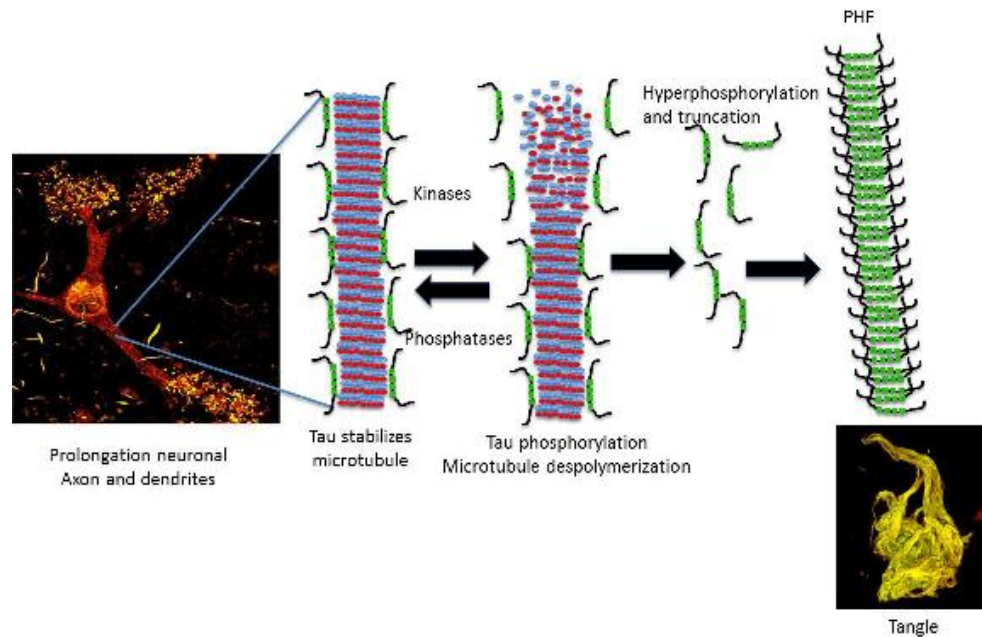 PHF
Hyperphosphorylation
and truncation
Kinases
Phosphatases
Tau stabilizes
microtubule
Tau phosphorylation
Microtubule despolymerization
Prolongation neuronal
Axon and dendrites
Tangle